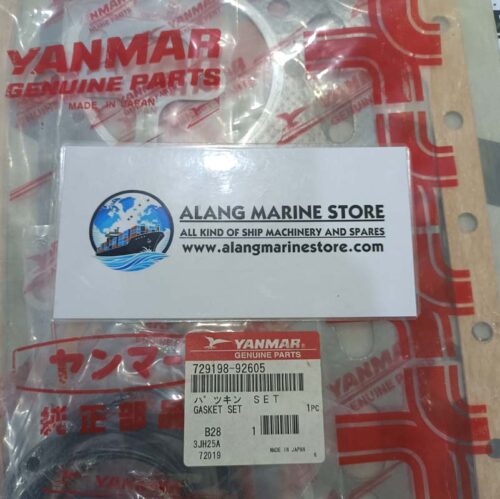 YANMAR
GENUINE PARTS
MADE IN JAPAN
ALANG MARINE STORE
ALL KIND OF SHIP MACHINERY AND SPARES
www.alangmarinestore.com
ヤンマー
純正部品
YANMAR
GENUINE PARTS
729198-92605
パツキン SET
GASKET SET 1PC
B28 1
3JH25A
72019 MADE IN JAPAN 6